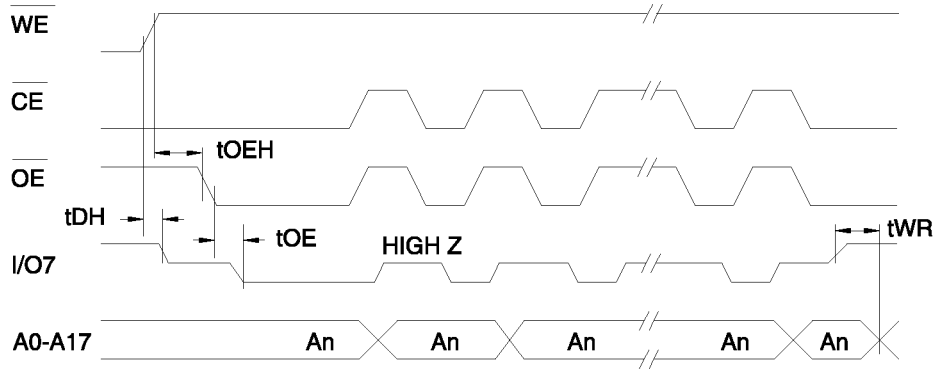 WE
CE
tOEH
OE
tDH
tOE
tWR
HIGH Z
I/O7
A0-A17 An An An An An